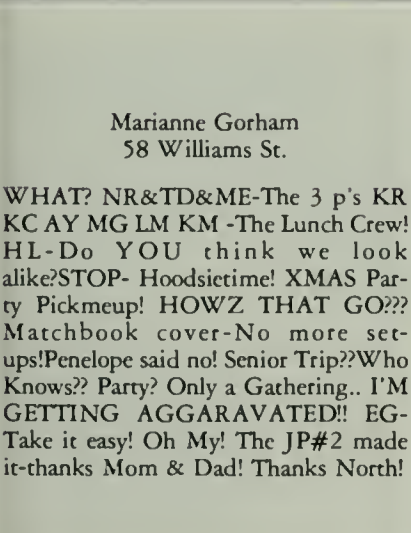 Marianne Gorham
58 Williams St.
WHAT? NR&TD&ME-The 3 p's KR
KC AY MG LM KM -The Lunch Crew!
HL-Do YOU think we look
alike?STOP- Hoodsietime! XMAS Par-
ty Pickmeup! HOWZ THAT GO???
Matchbook cover-No more set-
ups!Penelope said no! Senior Trip??Who
Knows?? Party? Only a Gathering.. I'M
GETTING AGGARAVATED!! EG-
Take it easy! Oh My! The JP#2 made
it-thanks Mom & Dad! Thanks North!